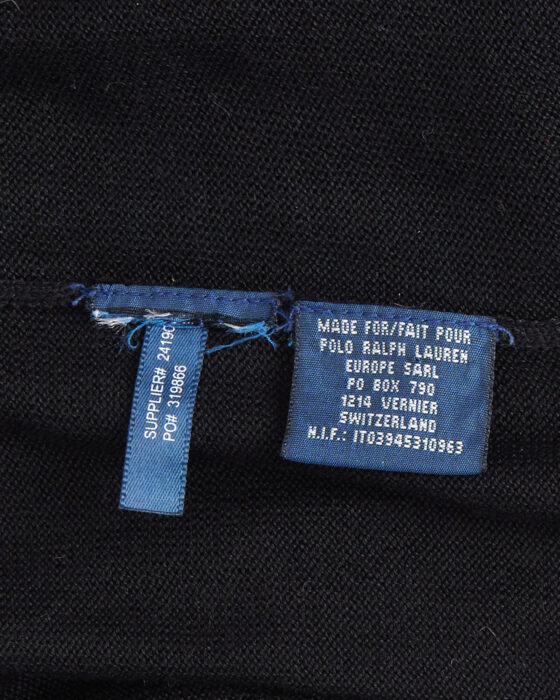 SUPPLIER# 24190
PO# 319866
MADE FOR/FAIT POUR
POLO RALPH LAUREN
EUROPE SARL
PO BOX 790
1214 VERNIER
SWITZERLAND
N.I.F.: IT03945310963